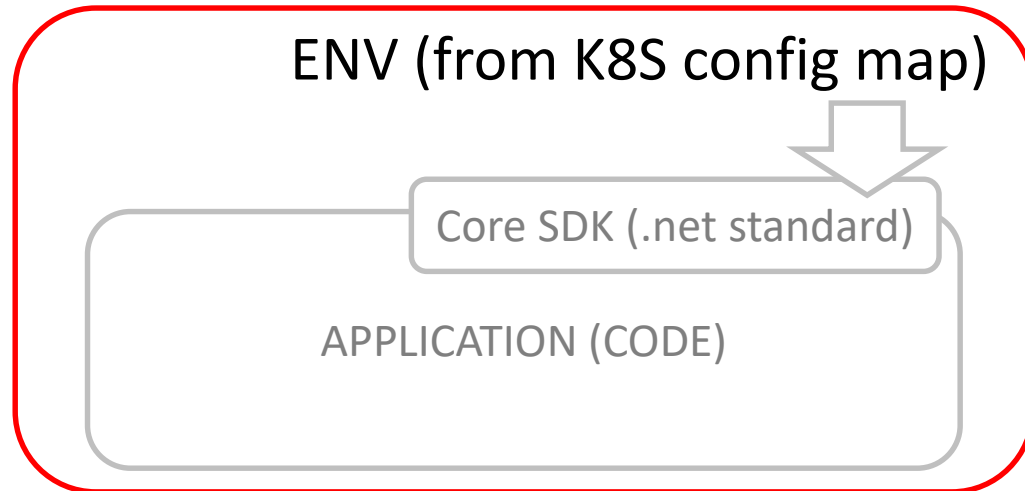 ENV (from K8S config map)
Core SDK (.net standard)
APPLICATION (CODE)